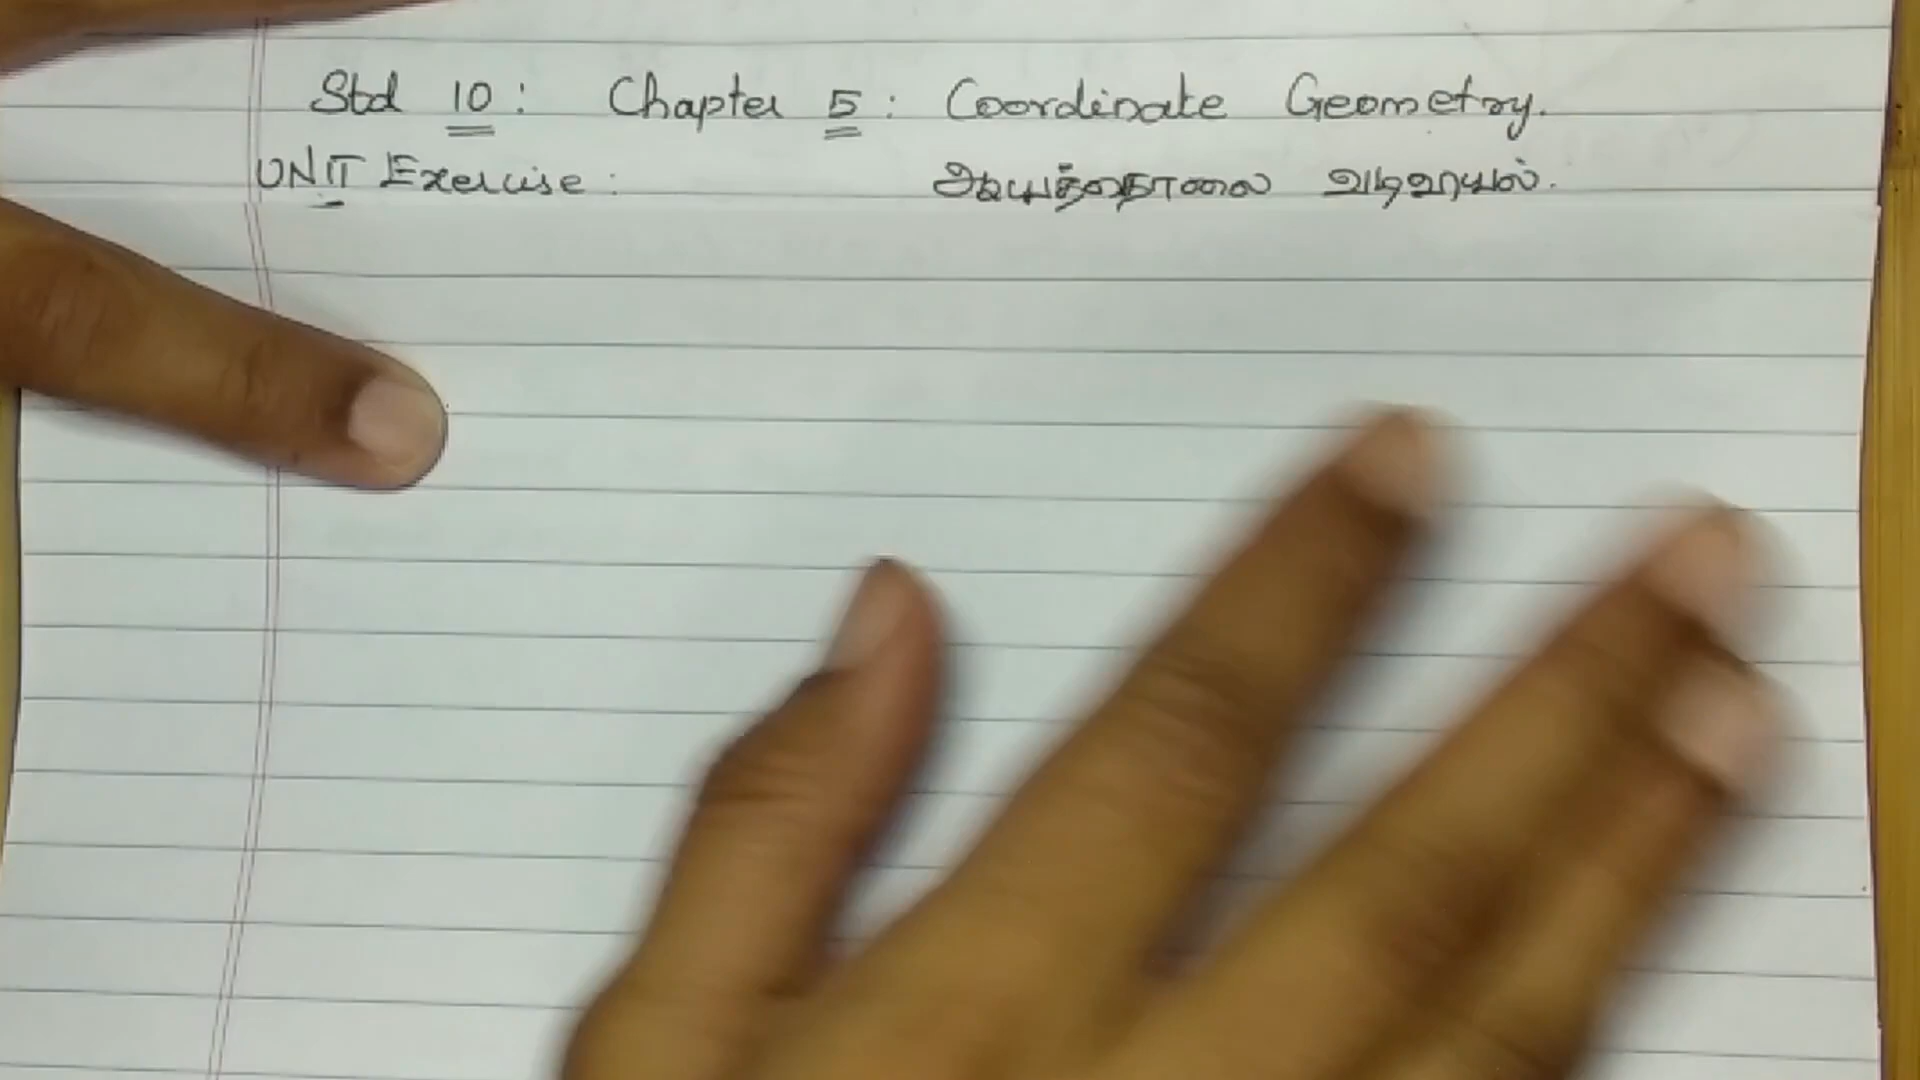 Std 10 : Chapter 5 : Coordinate Geometry.
UNIT Exercise : ஆயத்தொலை வடிவியல்.